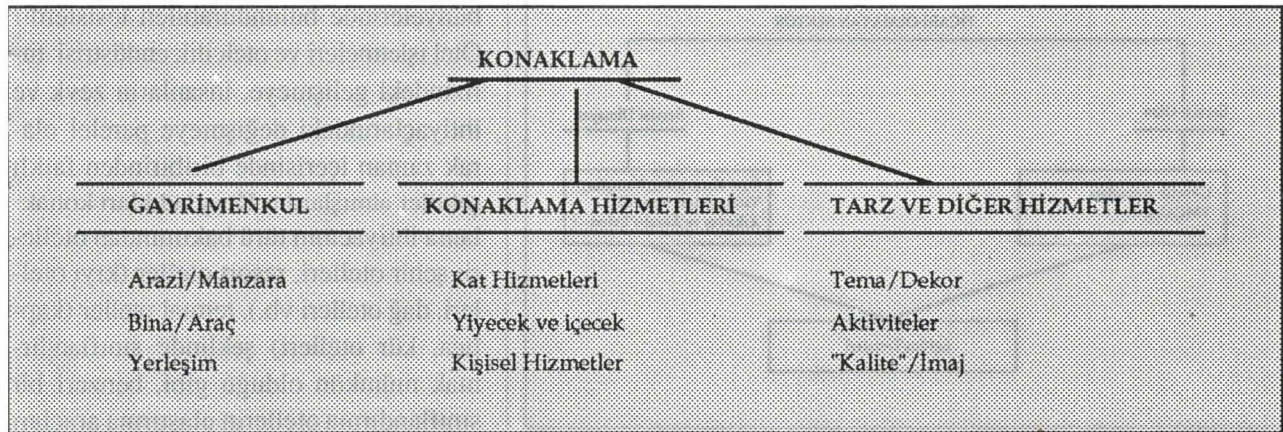 KONAKLAMA
GAYRİMENKUL KONAKLAMA HİZMETLERİ TARZ VE DİĞER HİZMETLER
Arazi/Manzara Kat Hizmetleri Tema/Dekor
Bina/Araç Yiyecek ve içecek Aktiviteler
Yerleşim Kişisel Hizmetler "Kalite"/İmaj